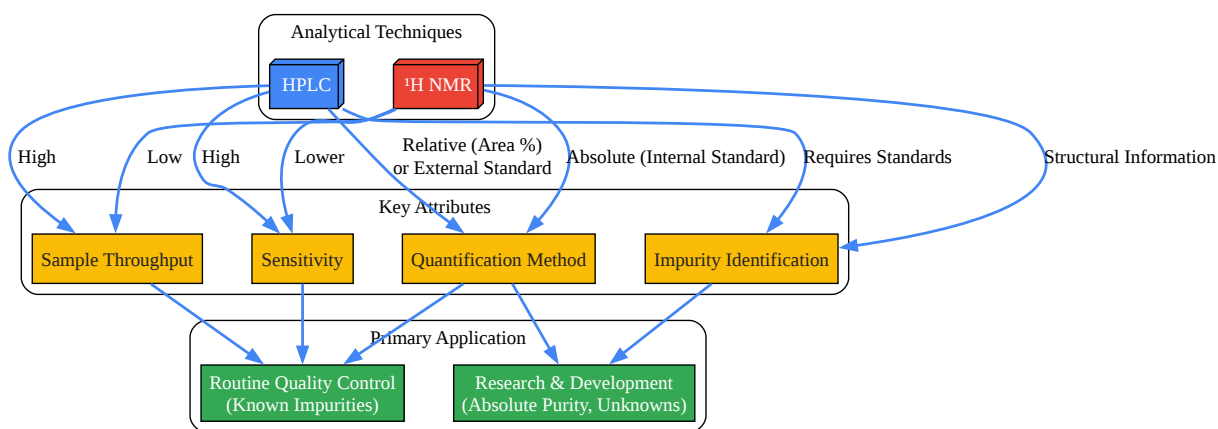 Analytical Techniques
HPLC
¹H NMR
High
Low
High
Lower
Relative (Area %)
or External Standard
Absolute (Internal Standard)
Requires Standards
Structural Information
Key Attributes
Sample Throughput
Sensitivity
Quantification Method
Impurity Identification
Primary Application
Routine Quality Control
(Known Impurities)
Research & Development
(Absolute Purity, Unknowns)